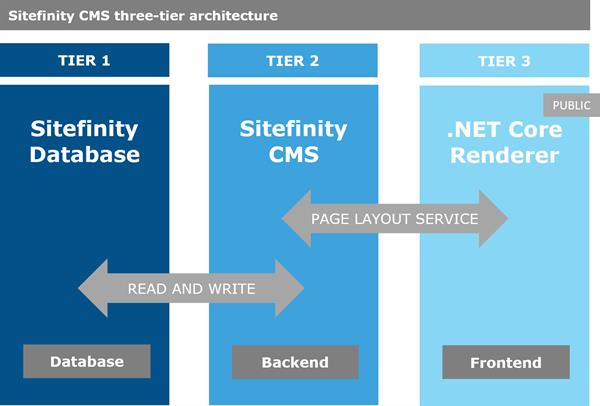 Sitefinity CMS three-tier architecture
TIER 1
TIER 2
TIER 3
PUBLIC
Sitefinity
Database
Sitefinity
CMS
.NET Core
Renderer
PAGE LAYOUT SERVICE
READ AND WRITE
Database
Backend
Frontend